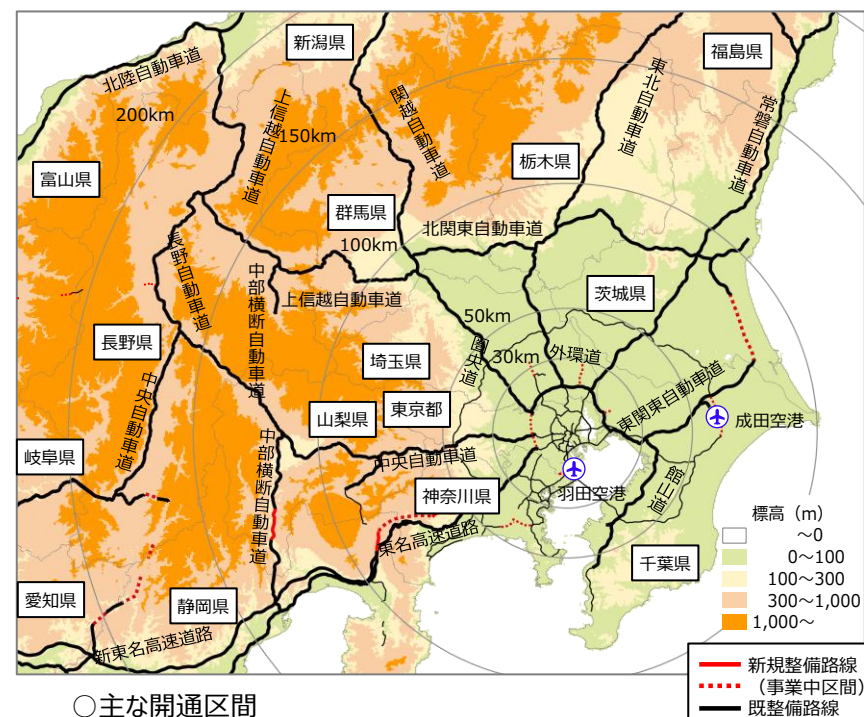 新潟県
福島県
北陸自動車道
上信越自動車道
関越自動車道
東北自動車道
常磐自動車道
200km
150km
富山県
栃木県
群馬県
北関東自動車道
100km
長野自動車道
中部横断自動車道
上信越自動車道
茨城県
50km
長野県
圏央道
30km
外環道
埼玉県
中央自動車道
山梨県
東京都
東関東自動車道
成田空港
岐阜県
中部横断自動車道
中央自動車道
神奈川県
羽田空港
館山道
東名高速道路
千葉県
愛知県
静岡県
新東名高速道路
標高（m）
～0
0～100
100～300
300～1,000
1,000～
新規整備路線
（事業中区間）
既整備路線
○主な開通区間